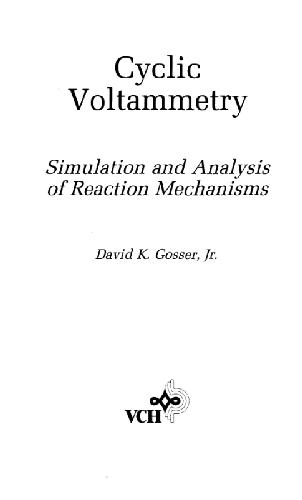 Cyclic
Voltammetry
Simulation and Analysis
of Reaction Mechanisms
David K. Gosser, Jr.
VCH